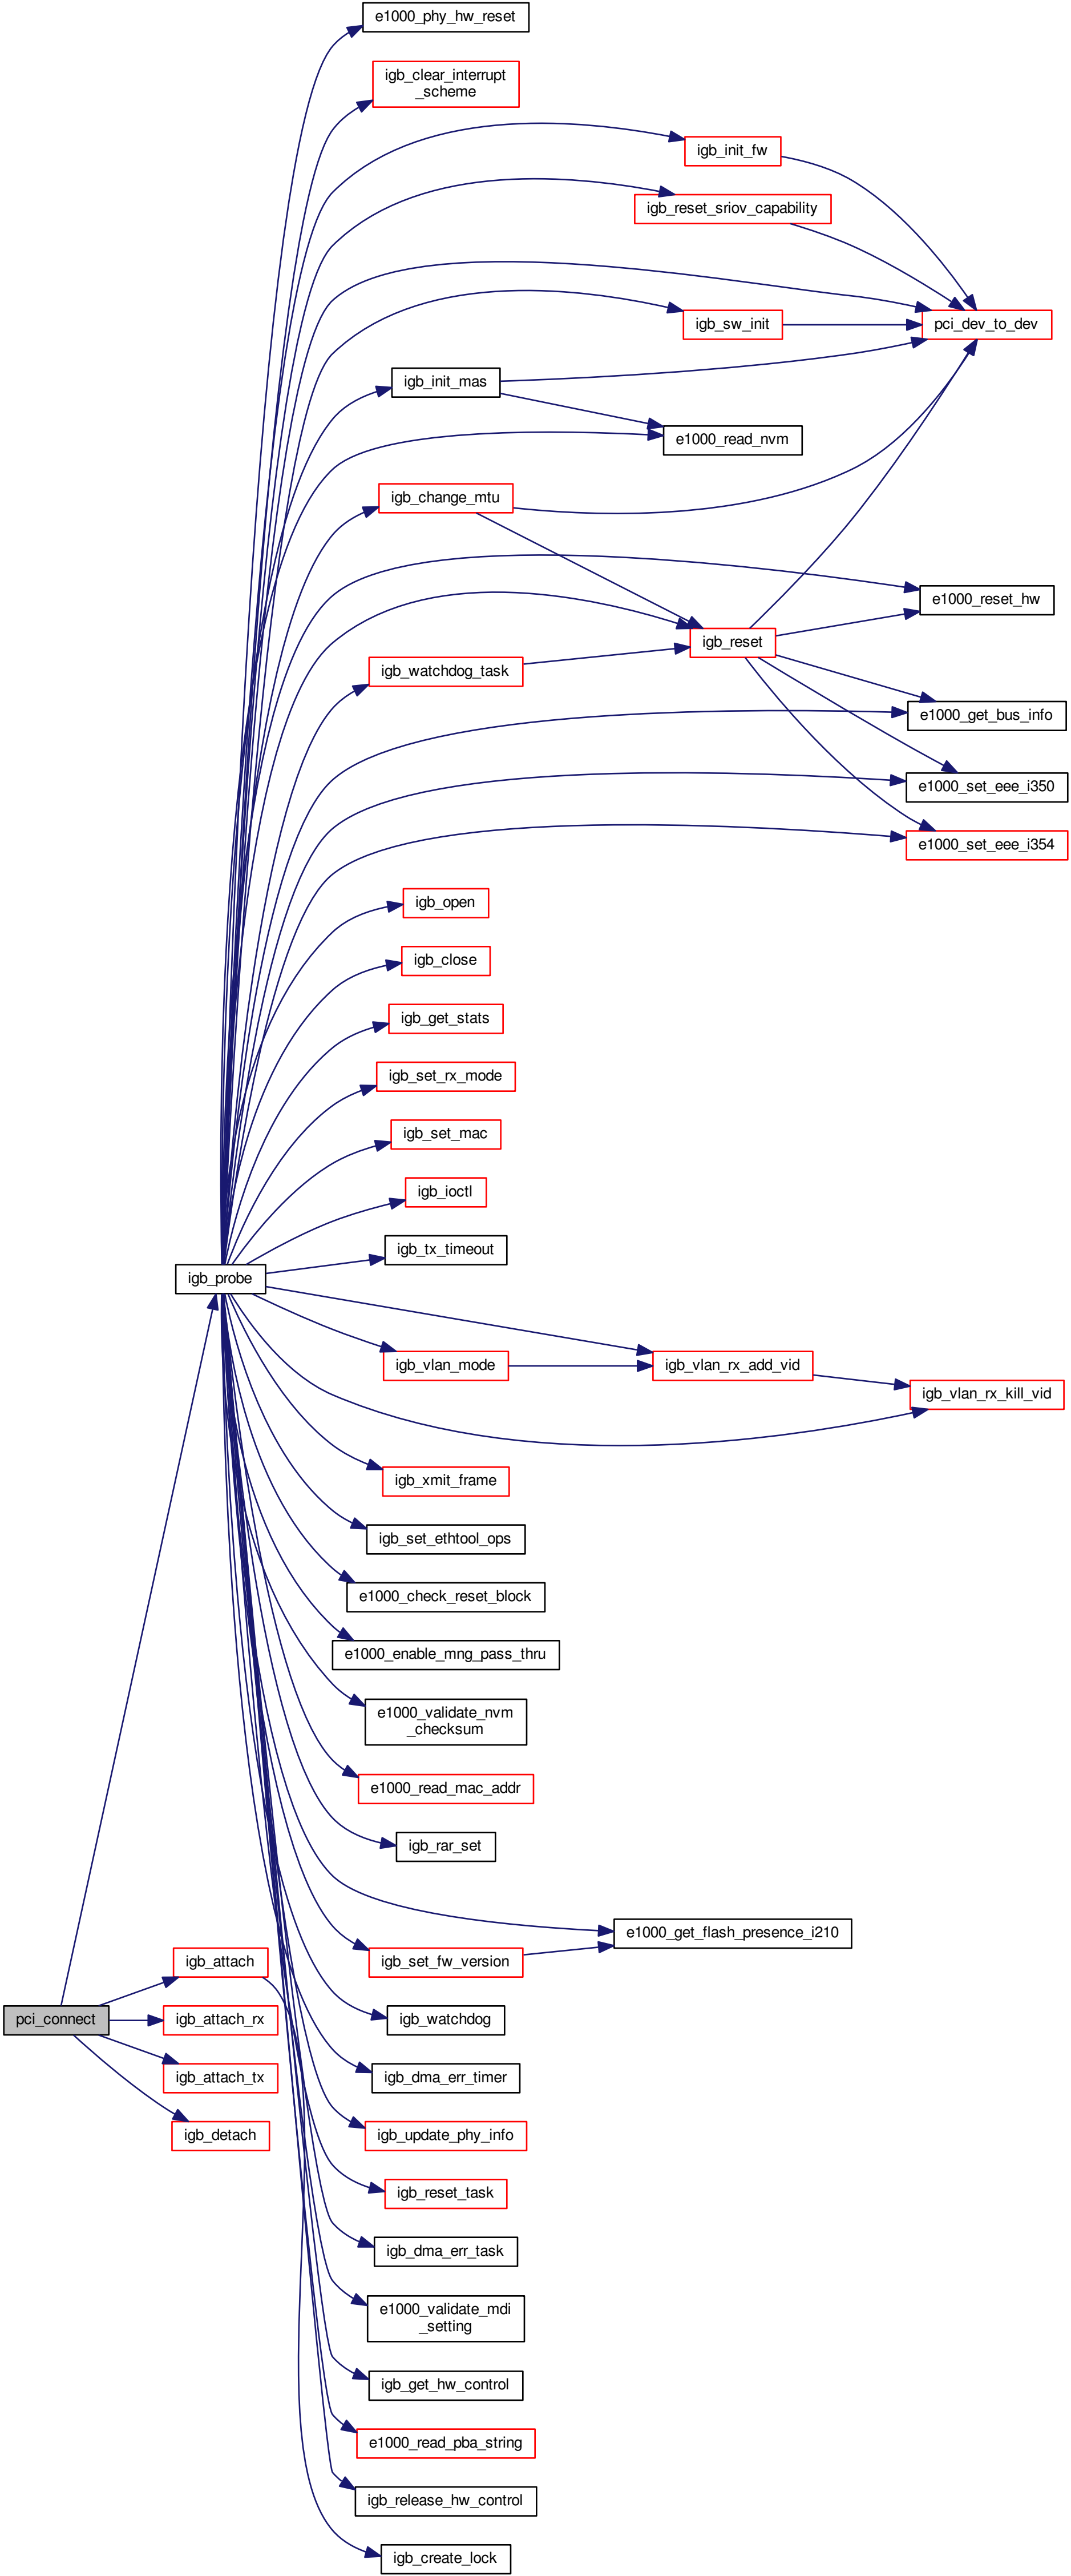 e1000_phy_hw_reset
igb_clear_interrupt
_scheme
igb_init_fw
igb_reset_sriov_capability
igb_sw_init
pci_dev_to_dev
igb_init_mas
e1000_read_nvm
igb_change_mtu
e1000_reset_hw
igb_reset
igb_watchdog_task
e1000_get_bus_info
e1000_set_eee_i350
e1000_set_eee_i354
igb_open
igb_close
igb_get_stats
igb_set_rx_mode
igb_set_mac
igb_ioctl
igb_tx_timeout
igb_probe
igb_vlan_mode
igb_vlan_rx_add_vid
igb_vlan_rx_kill_vid
igb_xmit_frame
igb_set_ethtool_ops
e1000_check_reset_block
e1000_enable_mng_pass_thru
e1000_validate_nvm
_checksum
e1000_read_mac_addr
igb_rar_set
e1000_get_flash_presence_i210
igb_attach
igb_set_fw_version
pci_connect
igb_attach_rx
igb_watchdog
igb_attach_tx
igb_dma_err_timer
igb_detach
igb_update_phy_info
igb_reset_task
igb_dma_err_task
e1000_validate_mdi
_setting
igb_get_hw_control
e1000_read_pba_string
igb_release_hw_control
igb_create_lock